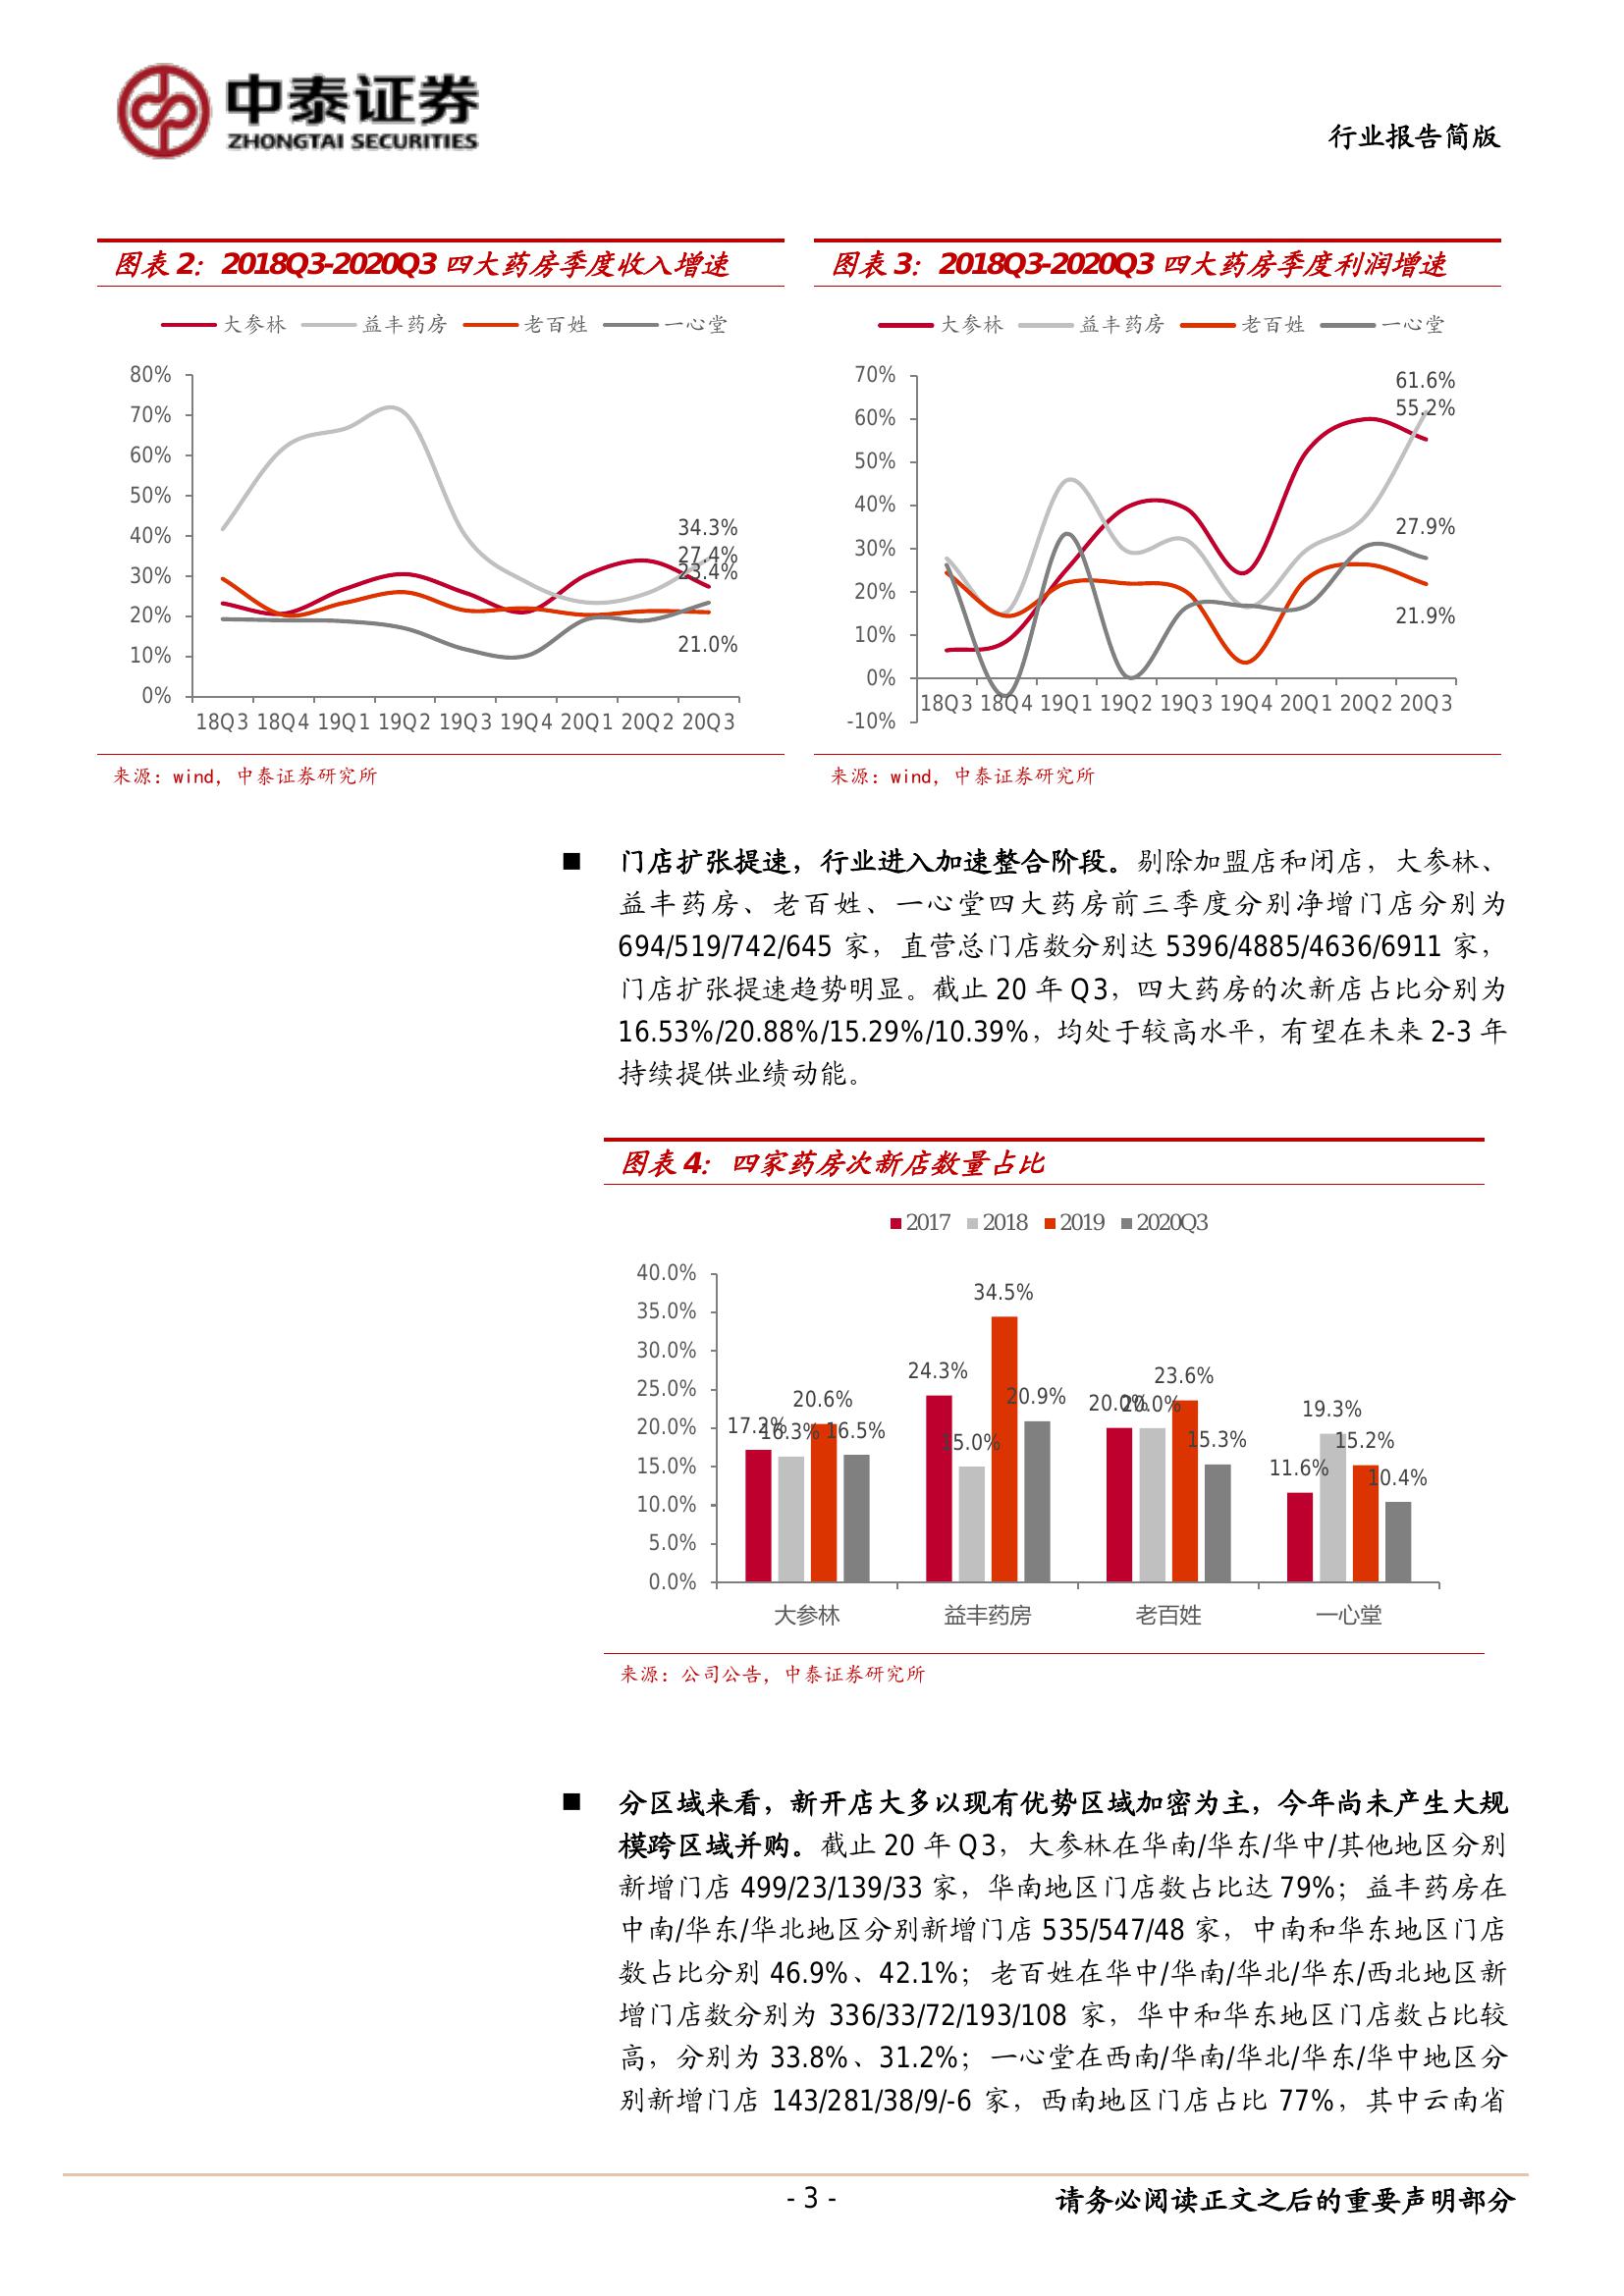 中泰证券
ZHONGTAI SECURITIES
行业报告简版
图表 2：2018Q3-2020Q3 四大药房季度收入增速
大参林 益丰药房 老百姓 一心堂
80%
70%
60%
50%
40%
30%
20%
10%
0%
34.3%
27.4%
23.4%
21.0%
18Q3 18Q4 19Q1 19Q2 19Q3 19Q4 20Q1 20Q2 20Q3
来源：wind，中泰证券研究所
图表 3：2018Q3-2020Q3 四大药房季度利润增速
大参林 益丰药房 老百姓 一心堂
70%
60%
50%
40%
30%
20%
10%
0%
-10%
61.6%
55.2%
27.9%
21.9%
18Q3 18Q4 19Q1 19Q2 19Q3 19Q4 20Q1 20Q2 20Q3
来源：wind，中泰证券研究所
■ 门店扩张提速，行业进入加速整合阶段。剔除加盟店和闭店，大参林、
益丰药房、老百姓、一心堂四大药房前三季度分别净增门店分别为
694/519/742/645 家，直营总门店数分别达 5396/4885/4636/6911 家，
门店扩张提速趋势明显。截止 20 年 Q3，四大药房的次新店占比分别为
16.53%/20.88%/15.29%/10.39%，均处于较高水平，有望在未来 2-3 年
持续提供业绩动能。
图表 4：四家药房次新店数量占比
2017 2018 2019 2020Q3
40.0%
35.0%
30.0%
25.0%
20.0%
15.0%
10.0%
5.0%
0.0%
17.2% 16.3% 20.6% 16.5%
24.3% 15.0% 34.5% 20.9%
20.0% 20.0% 23.6% 15.3%
11.6% 19.3% 15.2% 10.4%
大参林 益丰药房 老百姓 一心堂
来源：公司公告，中泰证券研究所
■ 分区域来看，新开店大多以现有优势区域加密为主，今年尚未产生大规
模跨区域并购。截止 20 年 Q3，大参林在华南/华东/华中/其他地区分别
新增门店 499/23/139/33 家，华南地区门店数占比达 79%；益丰药房在
中南/华东/华北地区分别新增门店 535/547/48 家，中南和华东地区门店
数占比分别 46.9%、42.1%；老百姓在华中/华南/华北/华东/西北地区新
增门店数分别为 336/33/72/193/108 家，华中和华东地区门店数占比较
高，分别为 33.8%、31.2%；一心堂在西南/华南/华北/华东/华中地区分
别新增门店 143/281/38/9/-6 家，西南地区门店占比 77%，其中云南省
- 3 -
请务必阅读正文之后的重要声明部分